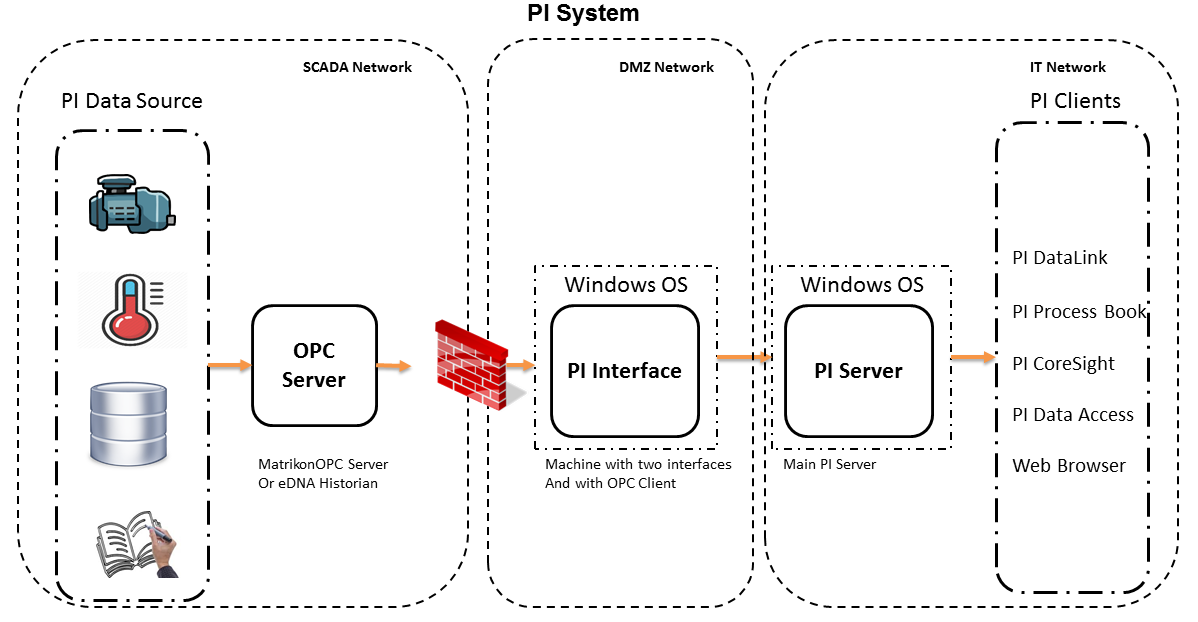 PI System
SCADA Network
DMZ Network
IT Network
PI Data Source
PI Clients
OPC
Server
MatrikonOPC Server
Or eDNA Historian
Windows OS
PI Interface
Machine with two interfaces
And with OPC Client
Windows OS
PI Server
Main PI Server
PI DataLink
PI Process Book
PI CoreSight
PI Data Access
Web Browser